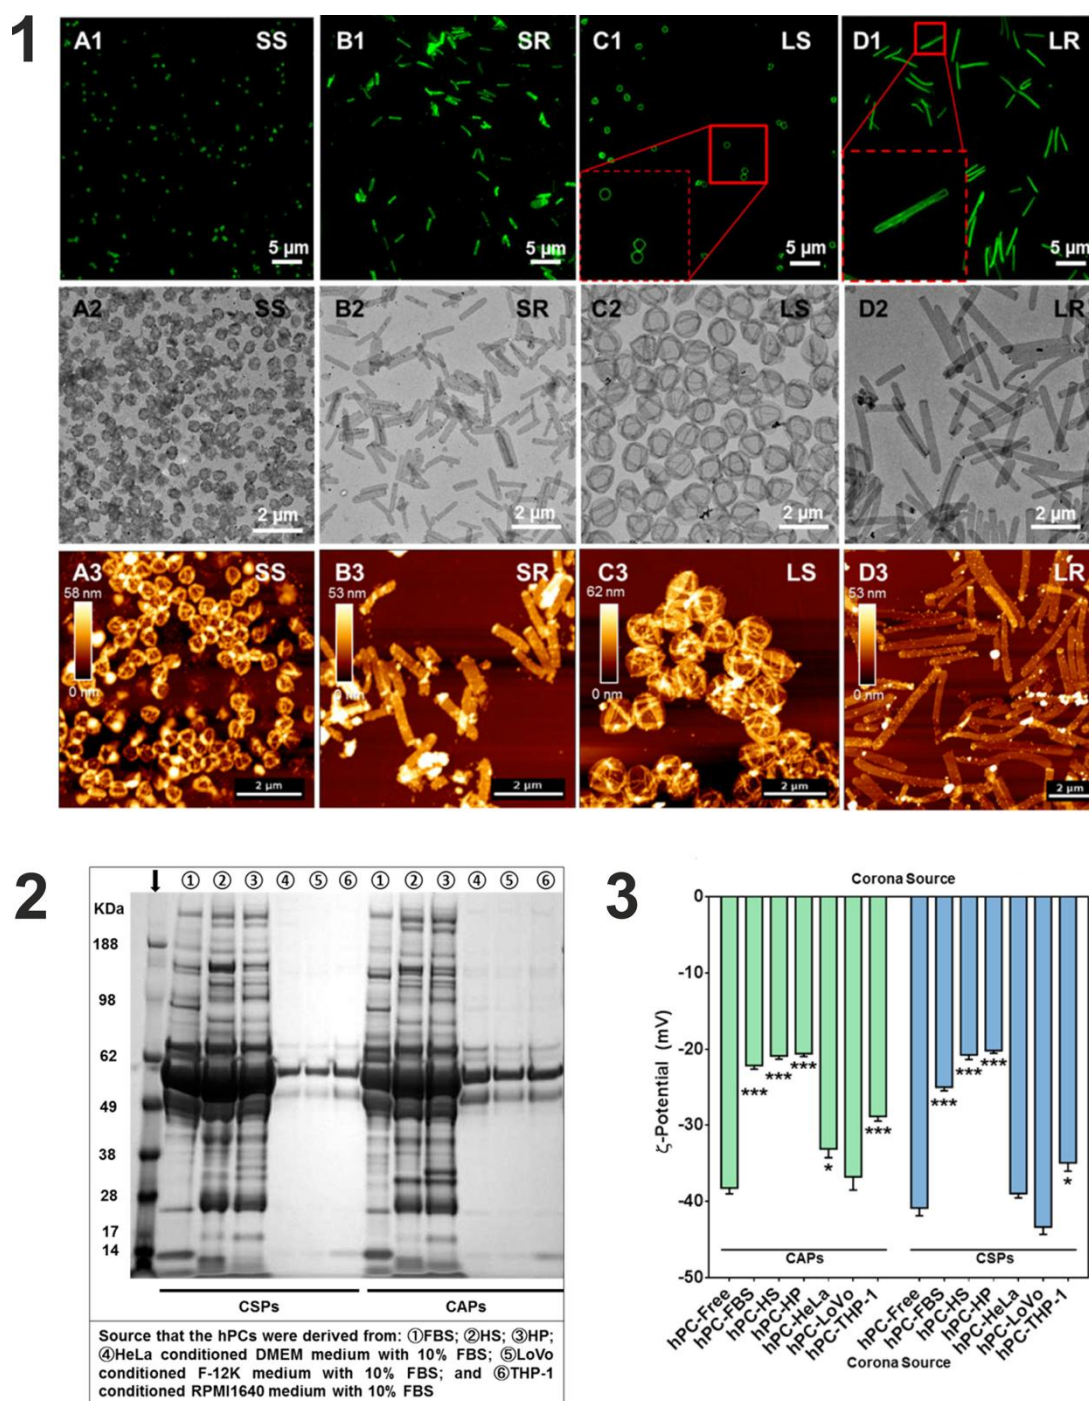 1
A1 SS
5 µm
B1 SR
5 µm
C1 LS
5 µm
D1 LR
5 µm
A2 SS
2 µm
B2 SR
2 µm
C2 LS
2 µm
D2 LR
2 µm
A3 SS
58 nm
0 nm
2 µm
B3 SR
53 nm
0 nm
2 µm
C3 LS
62 nm
0 nm
2 µm
D3 LR
53 nm
0 nm
2 µm
2
① ② ③ ④ ⑤ ⑥ ① ② ③ ④ ⑤ ⑥
KDa
188
98
62
49
38
28
17
14
CSPs CAPs
Source that the hPCs were derived from: ①FBS; ②HS; ③HP;
④HeLa conditioned DMEM medium with 10% FBS; ⑤LoVo
conditioned F-12K medium with 10% FBS; and ⑥THP-1
conditioned RPMI1640 medium with 10% FBS
3
Corona Source
ζ-Potential (mV)
0
-10
-20
-30
-40
-50
*** *** *** * *** *** *** *** *
CAPs CSPs
hPC-Free
hPC-FBS
hPC-HS
hPC-HP
hPC-HeLa
hPC-LoVo
hPC-THP-1
hPC-Free
hPC-FBS
hPC-HS
hPC-HP
hPC-HeLa
hPC-LoVo
hPC-THP-1
Corona Source